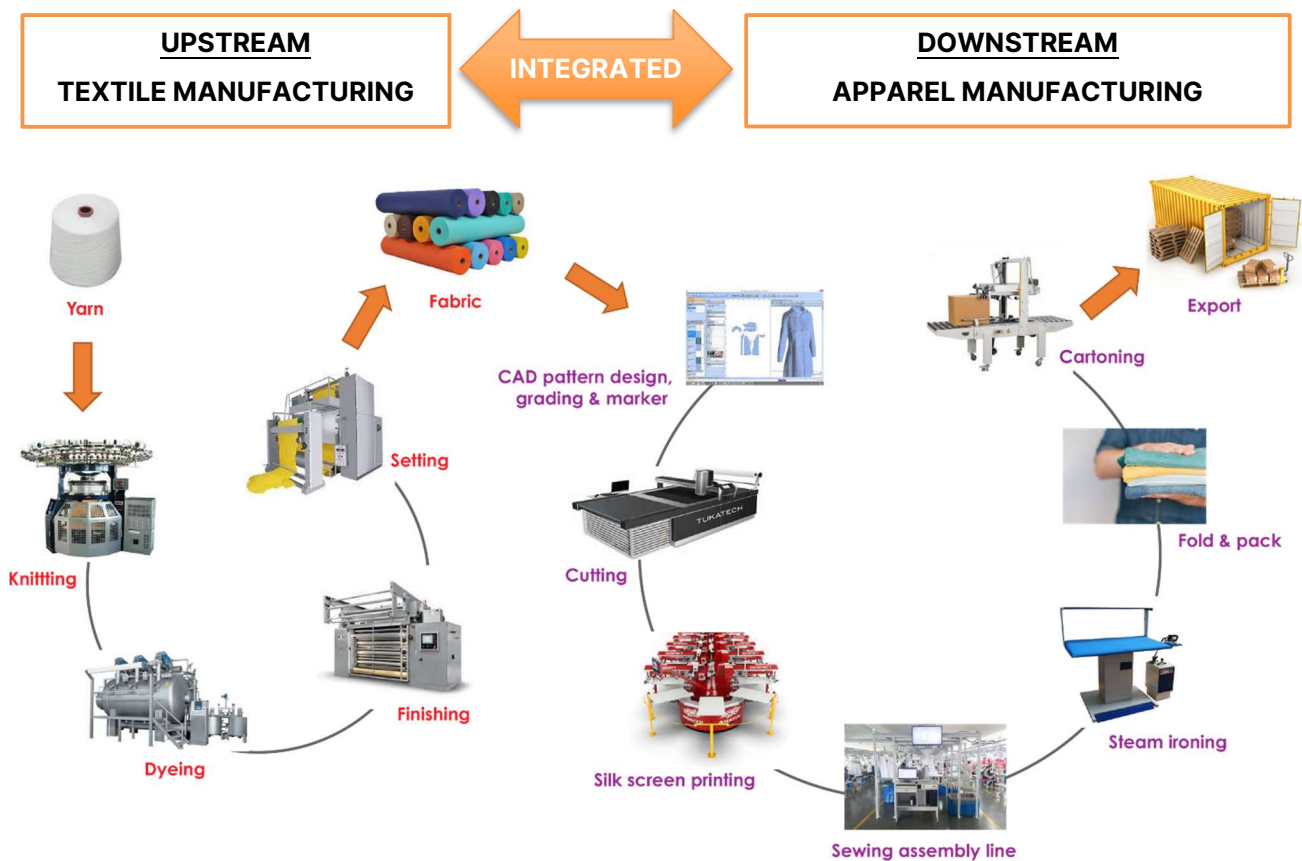 UPSTREAM
TEXTILE MANUFACTURING
INTEGRATED
DOWNSTREAM
APPAREL MANUFACTURING
Yarn
Knittting
Dyeing
Finishing
Setting
Fabric
CAD pattern design,
grading & marker
TUKATECH
Cutting
Silk screen printing
Sewing assembly line
Steam ironing
Fold & pack
Cartoning
Export